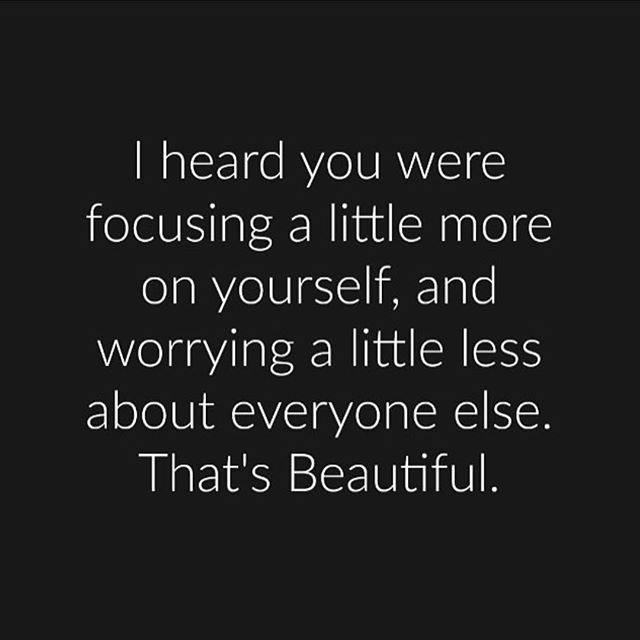 I heard you were
focusing a little more
on yourself, and
worrying a little less
about everyone else.
That's Beautiful.